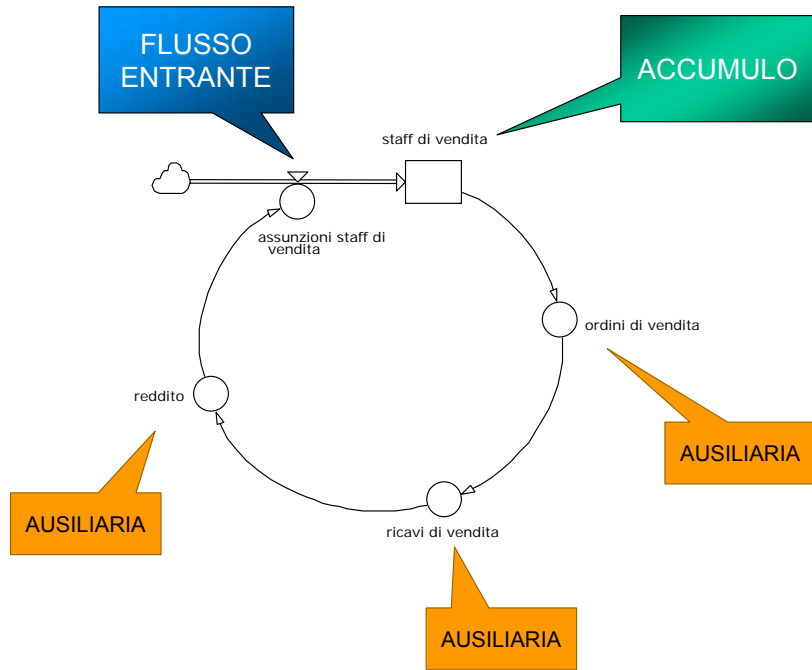 FLUSSO
ENTRANTE
ACCUMULO
staff di vendita
assunzioni staff di
vendita
ordini di vendita
reddito
AUSILIARIA
AUSILIARIA
ricavi di vendita
AUSILIARIA